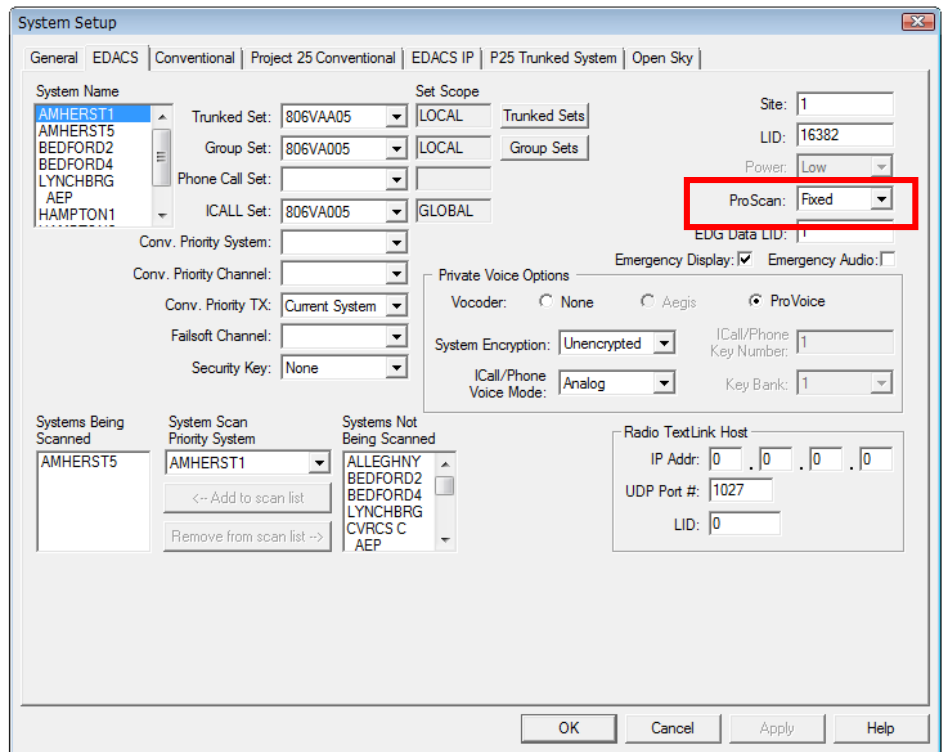 System Setup
General EDACS Conventional Project 25 Conventional EDACS IP P25 Trunked System Open Sky
System Name
AMHERST1
AMHERST5
BEDFORD2
BEDFORD4
LYNCHBRG
AEP
HAMPTON1
Set Scope
Trunked Set: 806VAA05 LOCAL Trunked Sets
Group Set: 806VA005 LOCAL Group Sets
Phone Call Set:
ICALL Set: 806VA005 GLOBAL
Conv. Priority System:
Conv. Priority Channel:
Conv. Priority TX: Current System
Failsoft Channel:
Security Key: None
Site: 1
LID: 16382
Power: Low
ProScan: Fixed
EDG Data LID: 1
Emergency Display: Emergency Audio:
Private Voice Options
Vocoder: None Aegis ProVoice
System Encryption: Unencrypted
ICall/Phone
Key Number: 1
ICall/Phone
Voice Mode: Analog
Key Bank: 1
Systems Being
Scanned
AMHERST5
System Scan
Priority System
AMHERST1
<-- Add to scan list
Remove from scan list -->
Systems Not
Being Scanned
ALLEGHNY
BEDFORD2
BEDFORD4
LYNCHBRG
CVRCS C
AEP
Radio TextLink Host
IP Addr: 0 . 0 . 0 . 0
UDP Port #: 1027
LID: 0
OK Cancel Apply Help